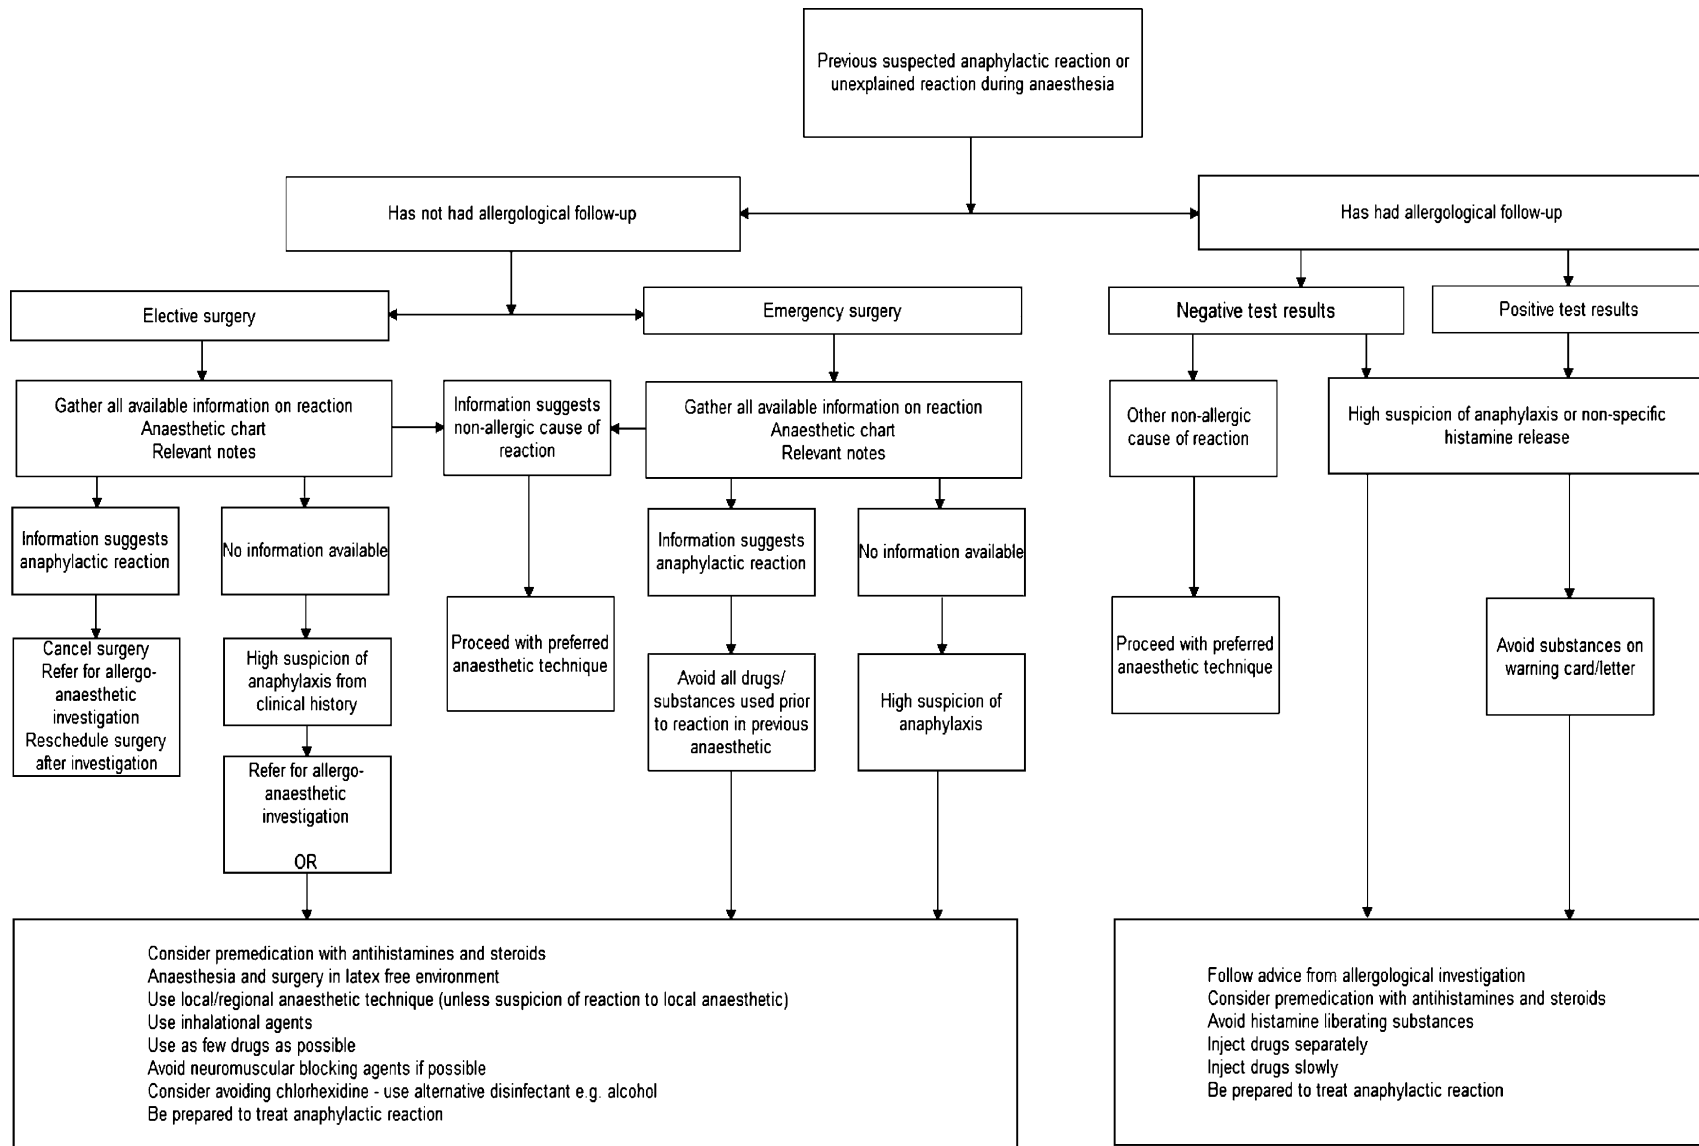 Previous suspected anaphylactic reaction or
unexplained reaction during anaesthesia
Has not had allergological follow-up
Has had allergological follow-up
Elective surgery
Emergency surgery
Negative test results
Positive test results
Gather all available information on reaction
Anaesthetic chart
Relevant notes
Information suggests
non-allergic cause of
reaction
Gather all available information on reaction
Anaesthetic chart
Relevant notes
Other non-allergic
cause of reaction
High suspicion of anaphylaxis or non-specific
histamine release
Information suggests
anaphylactic reaction
No information available
Information suggests
anaphylactic reaction
No information available
Cancel surgery
Refer for allergo-
anaesthetic
investigation
Reschedule surgery
after investigation
High suspicion of
anaphylaxis from
clinical history
Proceed with preferred
anaesthetic technique
Avoid all drugs/
substances used prior
to reaction in previous
anaesthetic
High suspicion of
anaphylaxis
Proceed with preferred
anaesthetic technique
Avoid substances on
warning card/letter
Refer for allergo-
anaesthetic
investigation
OR
Consider premedication with antihistamines and steroids
Anaesthesia and surgery in latex free environment
Use local/regional anaesthetic technique (unless suspicion of reaction to local anaesthetic)
Use inhalational agents
Use as few drugs as possible
Avoid neuromuscular blocking agents if possible
Consider avoiding chlorhexidine - use alternative disinfectant e.g. alcohol
Be prepared to treat anaphylactic reaction
Follow advice from allergological investigation
Consider premedication with antihistamines and steroids
Avoid histamine liberating substances
Inject drugs separately
Inject drugs slowly
Be prepared to treat anaphylactic reaction